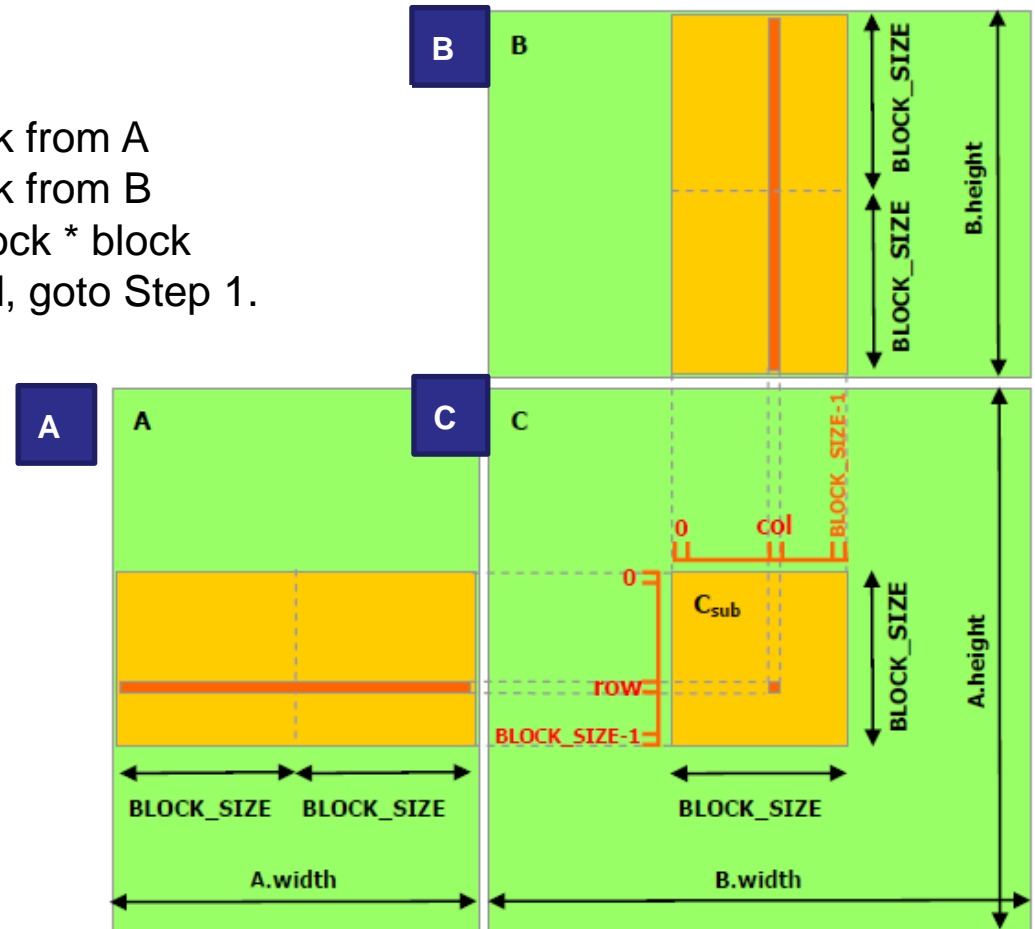 k from A
k from B
ock * block
l, goto Step 1.
B
B
BLOCK_SIZE
BLOCK_SIZE
B.height
A
A
C
C
BLOCK_SIZE-1
0
col
0
Csub
row
BLOCK_SIZE-1
BLOCK_SIZE
A.height
BLOCK_SIZE
BLOCK_SIZE
BLOCK_SIZE
A.width
B.width